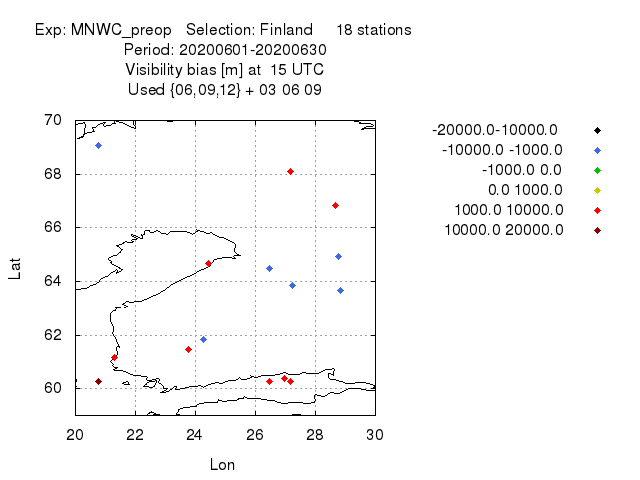 Exp: MNWC_preop   Selection: Finland     18 stations
Period: 20200601-20200630
Visibility bias [m] at  15 UTC
Used {06,09,12} + 03 06 09
-20000.0-10000.0
-10000.0 -1000.0
-1000.0 0.0
0.0 1000.0
1000.0 10000.0
10000.0 20000.0
70
68
66
64
62
60
Lat
20 22 24 26 28 30
Lon